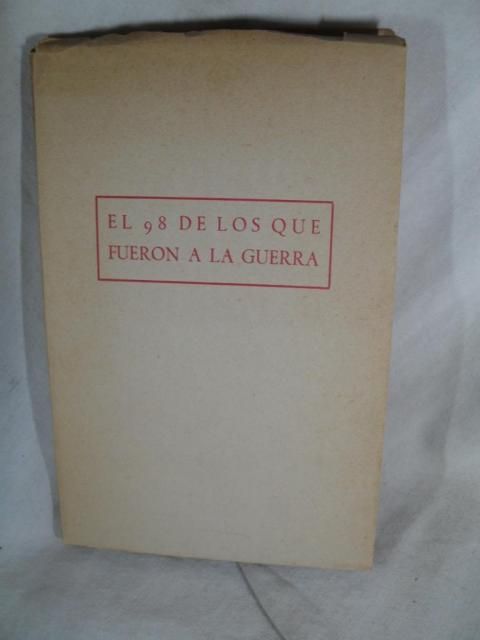 EL 98 DE LOS QUE
FUERON A LA GUERRA